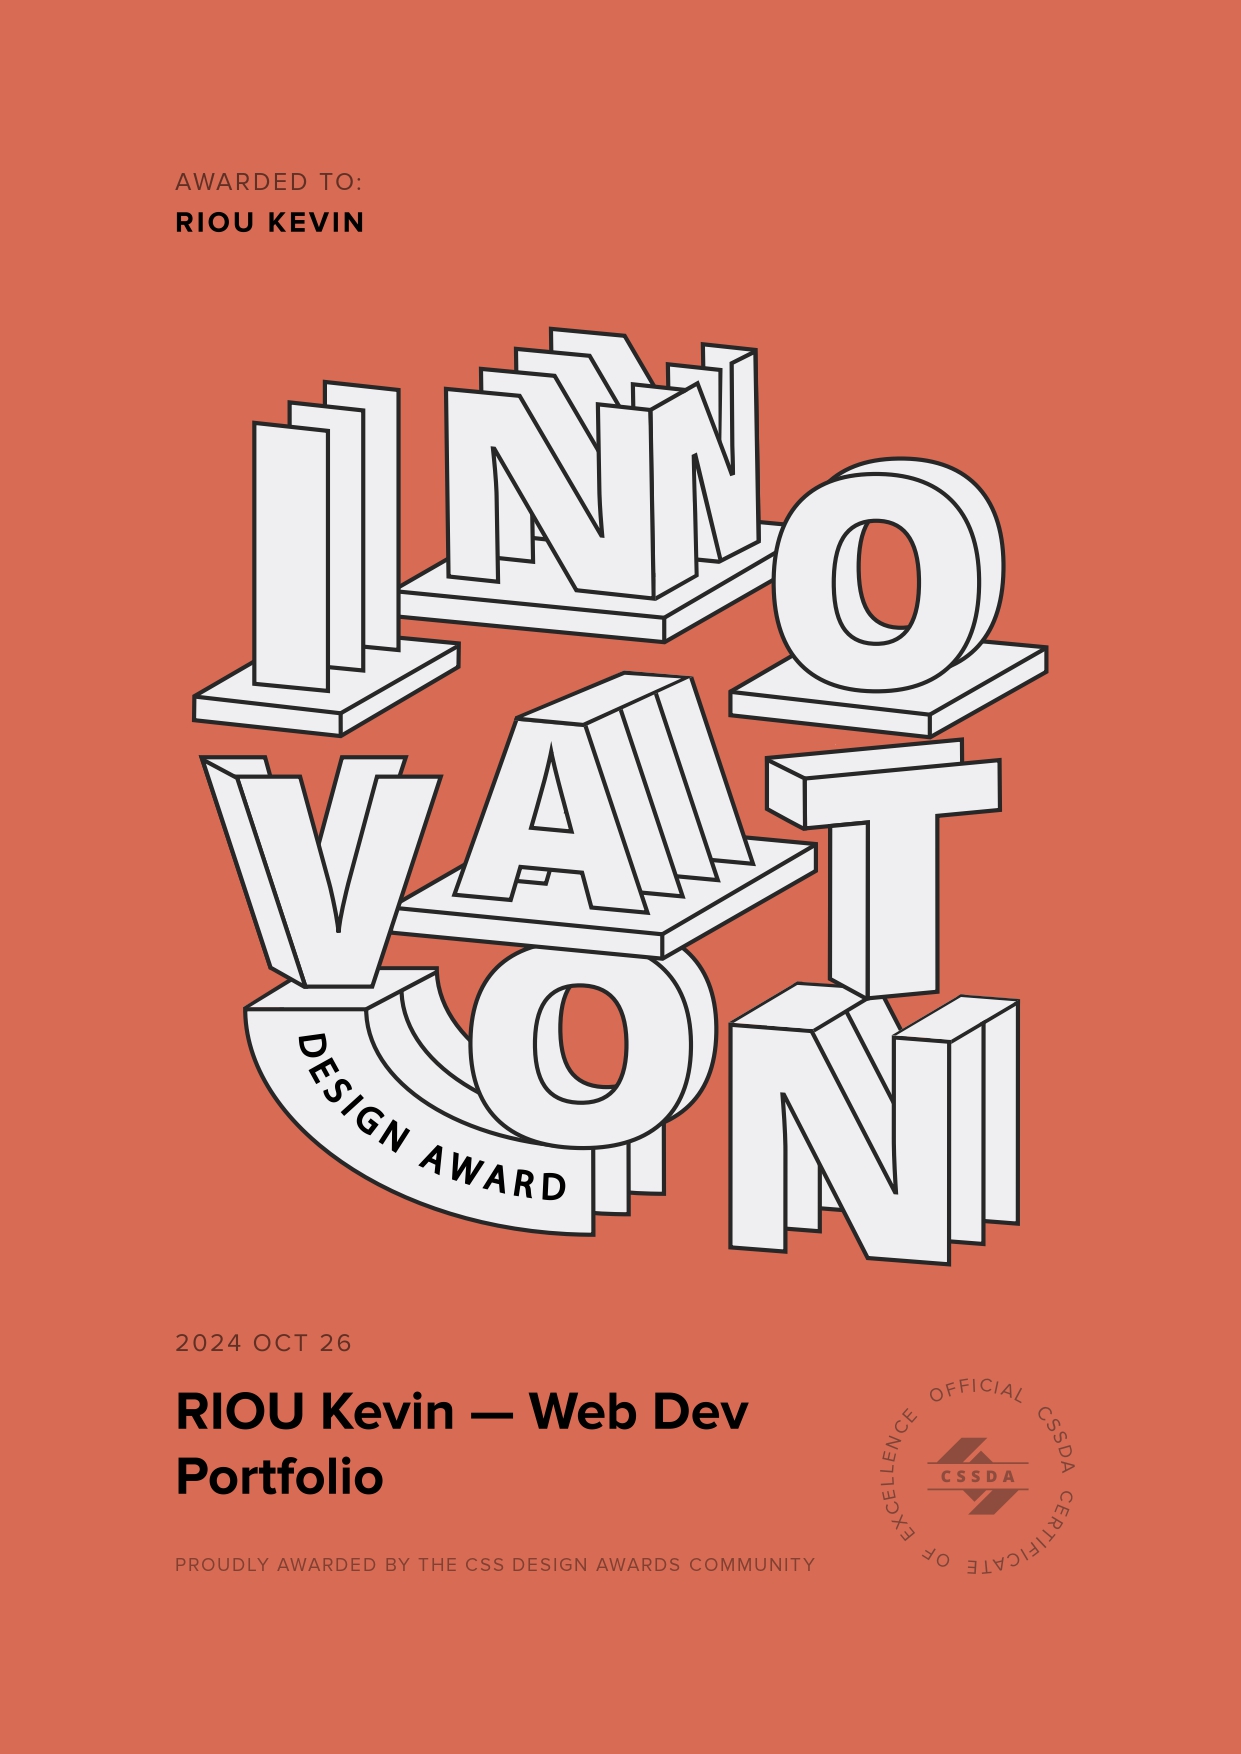 AWARDED TO:
RIOU KEVIN
INNO
VAT
ION
DESIGN AWARD
2024 OCT 26
RIOU Kevin — Web Dev
Portfolio
PROUDLY AWARDED BY THE CSS DESIGN AWARDS COMMUNITY
OFFICIAL CSSDA CERTIFICATE OF EXCELLENCE
CSSDA